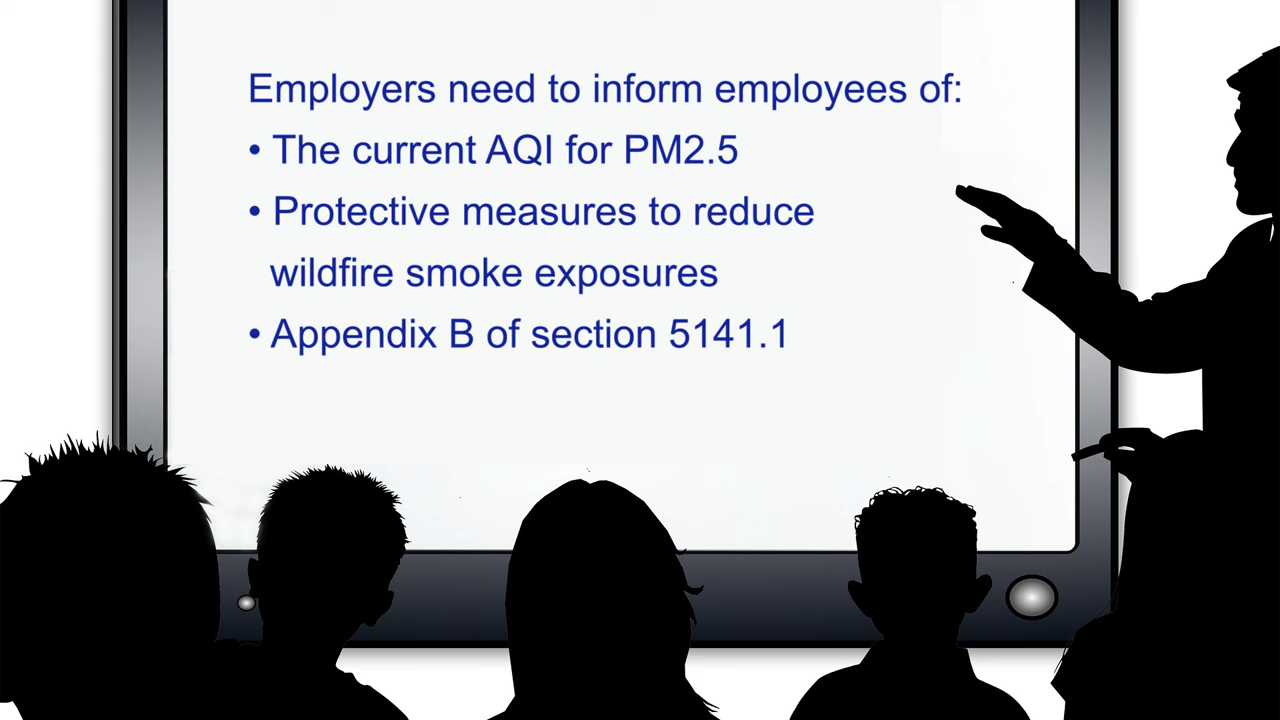 Employers need to inform employees of:
• The current AQI for PM2.5
• Protective measures to reduce
wildfire smoke exposures
• Appendix B of section 5141.1